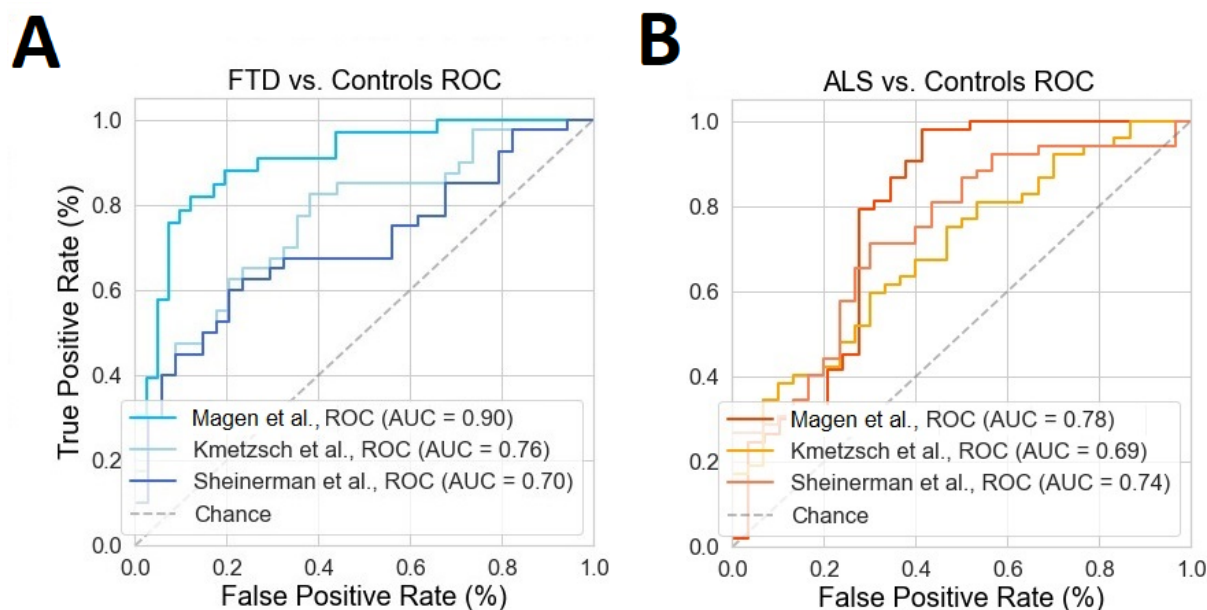 A
FTD vs. Controls ROC
True Positive Rate (%)
1.0
0.8
0.6
0.4
0.2
0.0
Magen et al., ROC (AUC = 0.90)
Kmetzsch et al., ROC (AUC = 0.76)
Sheinerman et al., ROC (AUC = 0.70)
Chance
0.0 0.2 0.4 0.6 0.8 1.0
False Positive Rate (%)
B
ALS vs. Controls ROC
True Positive Rate (%)
1.0
0.8
0.6
0.4
0.2
0.0
Magen et al., ROC (AUC = 0.78)
Kmetzsch et al., ROC (AUC = 0.69)
Sheinerman et al., ROC (AUC = 0.74)
Chance
0.0 0.2 0.4 0.6 0.8 1.0
False Positive Rate (%)